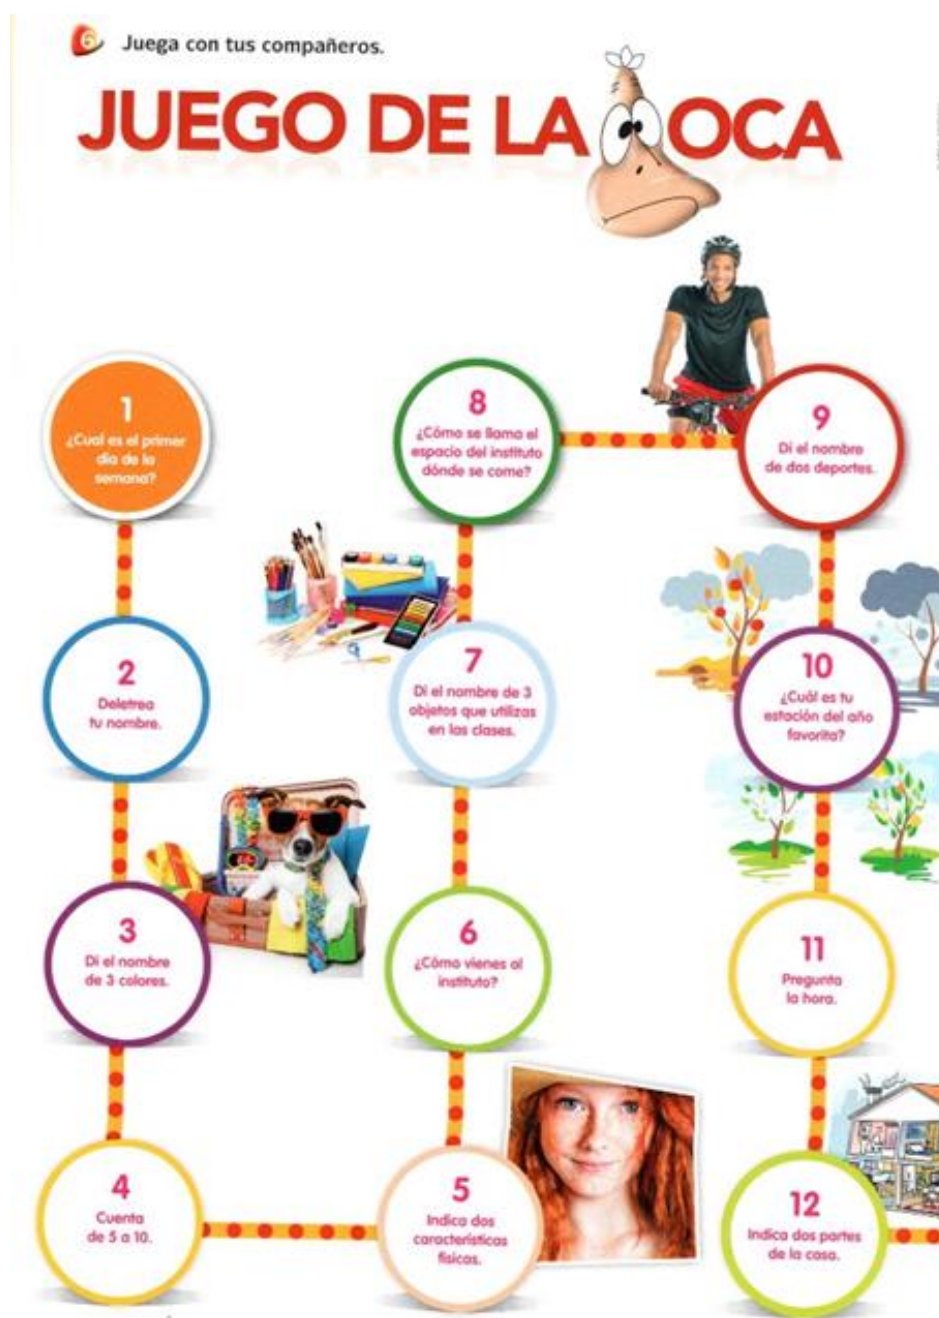 6 Juega con tus compañeros.
JUEGO DE LA OCA
1
¿Cual es el primer
día de la
semana?
2
Deletrea
tu nombre.
3
Di el nombre
de 3 colores.
4
Cuenta
de 5 a 10.
5
Indica dos
características
físicas.
6
¿Cómo vienes al
instituto?
7
Di el nombre de 3
objetos que utilizas
en las clases.
8
¿Cómo se llama el
espacio del instituto
dónde se come?
9
Di el nombre
de dos deportes.
10
¿Cuál es tu
estación del año
favorita?
11
Pregunta
la hora.
12
Indica dos partes
de la casa.